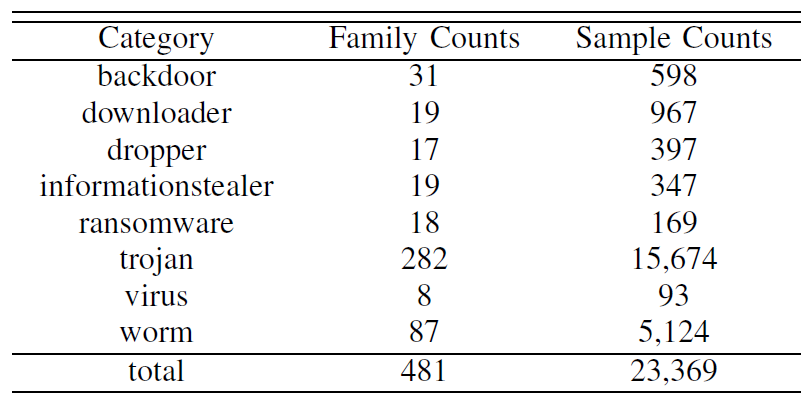 Category Family Counts Sample Counts
backdoor 31 598
downloader 19 967
dropper 17 397
informationstealer 19 347
ransomware 18 169
trojan 282 15,674
virus 8 93
worm 87 5,124
total 481 23,369